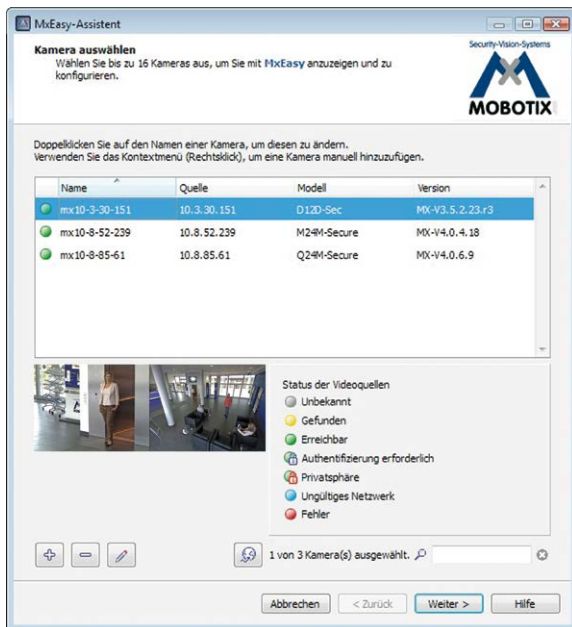 MxEasy-Assistent
Kamera auswählen
Wählen Sie bis zu 16 Kameras aus, um Sie mit MxEasy anzuzeigen und zu
konfigurieren.
Security-Vision-Systems
MOBOTIX
Doppelklicken Sie auf den Namen einer Kamera, um diesen zu ändern.
Verwenden Sie das Kontextmenü (Rechtsklick), um eine Kamera manuell hinzuzufügen.
Name Quelle Modell Version
mx10-3-30-151 10.3.30.151 D12D-Sec MX-V3.5.2.23.r3
mx10-8-52-239 10.8.52.239 M24M-Secure MX-V4.0.4.18
mx10-8-85-61 10.8.85.61 Q24M-Secure MX-V4.0.6.9
Status der Videoquellen
Unbekannt
Gefunden
Erreichbar
Authentifizierung erforderlich
Privatsphäre
Ungültiges Netzwerk
Fehler
1 von 3 Kamera(s) ausgewählt.
Abbrechen < Zurück Weiter > Hilfe